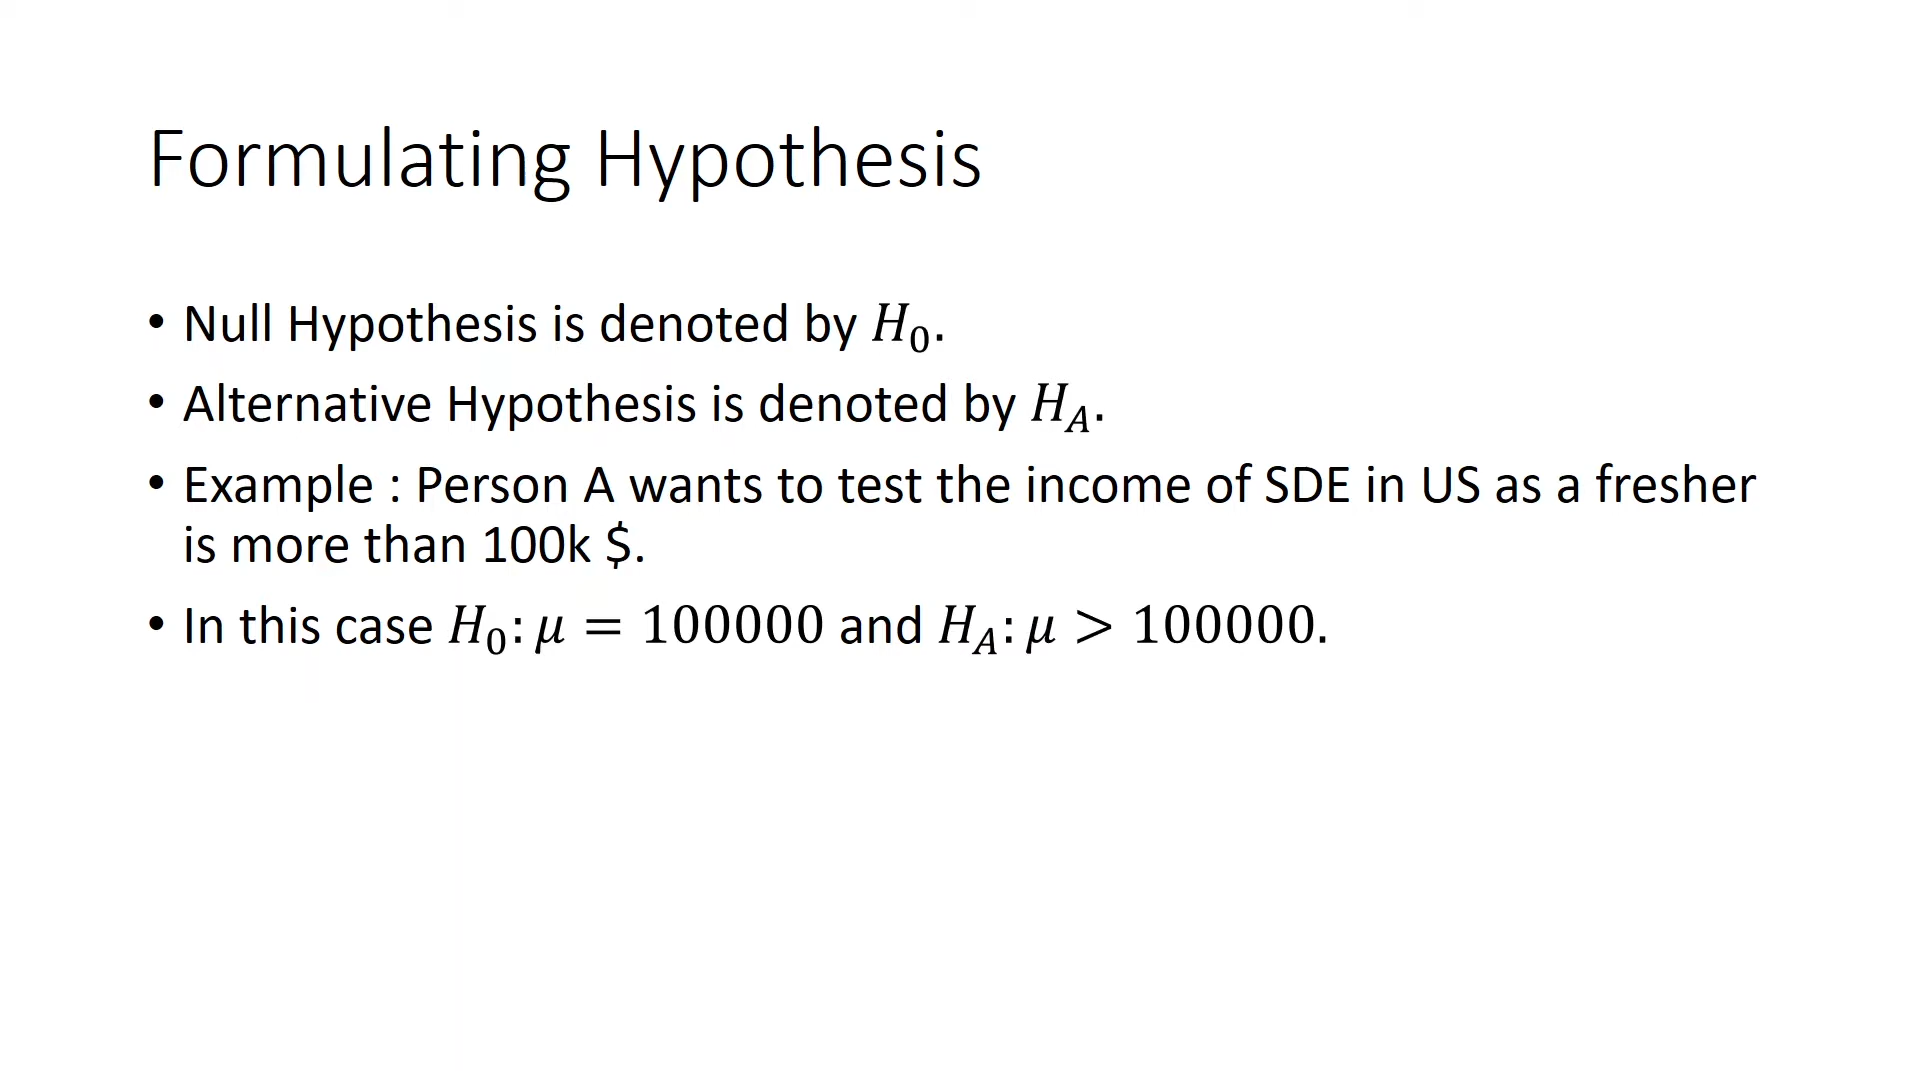 Formulating Hypothesis
• Null Hypothesis is denoted by H₀.
• Alternative Hypothesis is denoted by H_A.
• Example : Person A wants to test the income of SDE in US as a fresher
is more than 100k $.
• In this case H₀: μ = 100000 and H_A: μ > 100000.